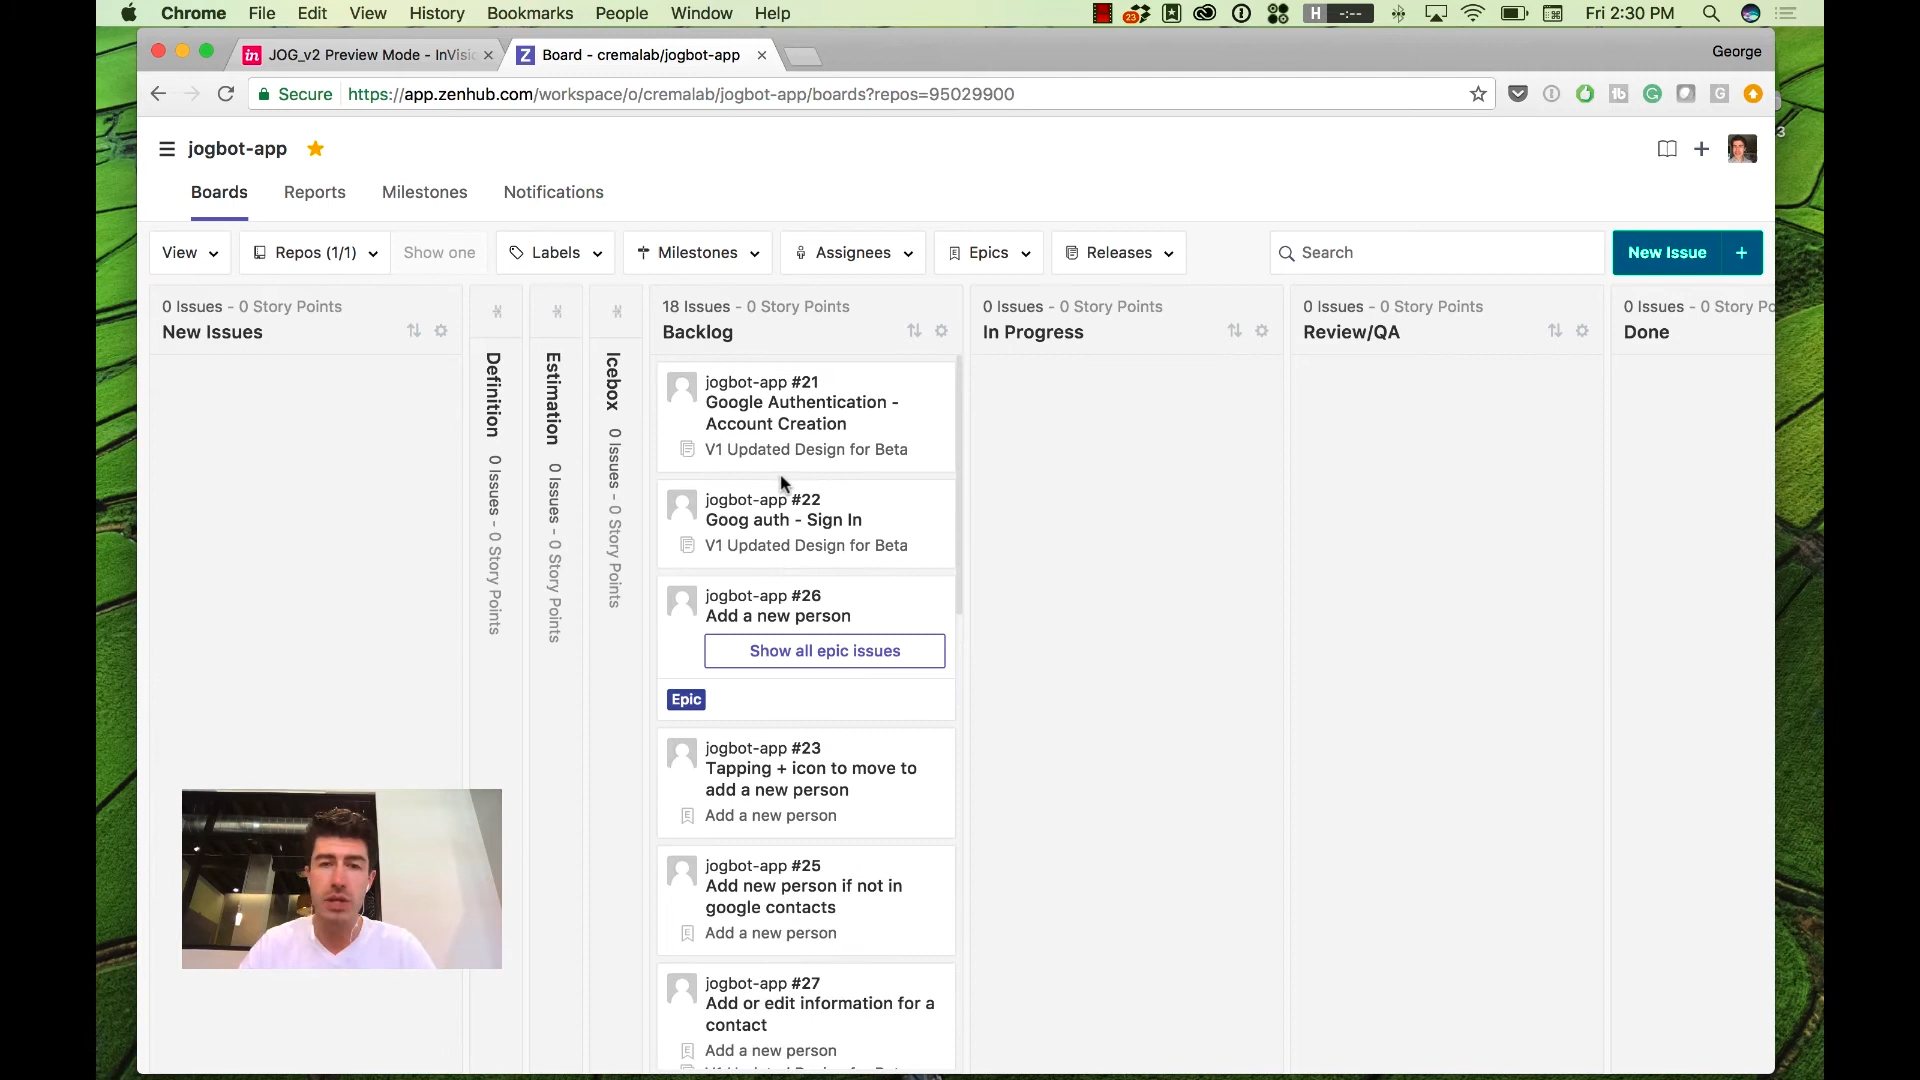 Chrome File Edit View History Bookmarks People Window Help
23 H -:-- Fri 2:30 PM
JOG_v2 Preview Mode - InVisi
Board - cremalab/jogbot-app
George
Secure https://app.zenhub.com/workspace/o/cremalab/jogbot-app/boards?repos=95029900
jogbot-app
3
Boards Reports Milestones Notifications
View Repos (1/1) Show one Labels Milestones Assignees Epics Releases Search New Issue +
0 Issues - 0 Story Points
New Issues
Definition 0 Issues - 0 Story Points
Estimation 0 Issues - 0 Story Points
Icebox 0 Issues - 0 Story Points
18 Issues - 0 Story Points
Backlog
jogbot-app #21
Google Authentication -
Account Creation
V1 Updated Design for Beta
jogbot-app #22
Goog auth - Sign In
V1 Updated Design for Beta
jogbot-app #26
Add a new person
Show all epic issues
Epic
jogbot-app #23
Tapping + icon to move to
add a new person
Add a new person
jogbot-app #25
Add new person if not in
google contacts
Add a new person
jogbot-app #27
Add or edit information for a
contact
Add a new person
0 Issues - 0 Story Points
In Progress
0 Issues - 0 Story Points
Review/QA
0 Issues - 0 Story Po
Done